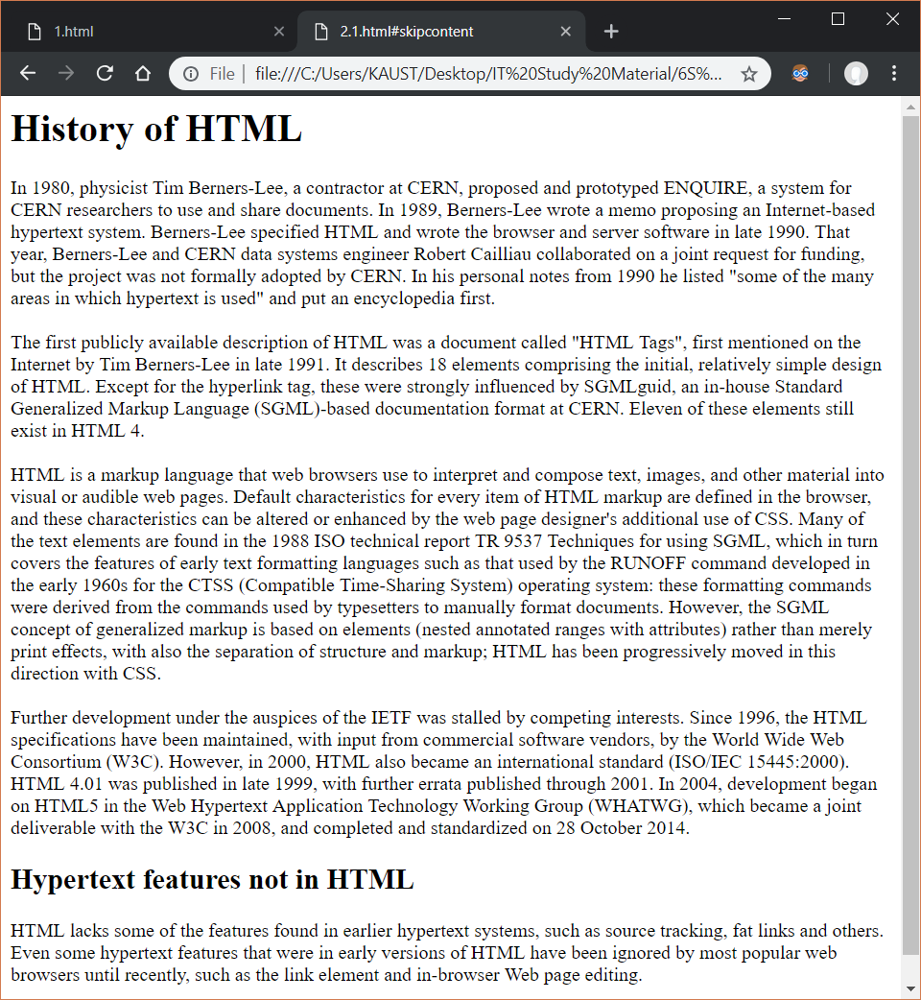 1.html
2.1.html#skipcontent
File | file:///C:/Users/KAUST/Desktop/IT%20Study%20Material/6S%...
History of HTML
In 1980, physicist Tim Berners-Lee, a contractor at CERN, proposed and prototyped ENQUIRE, a system for
CERN researchers to use and share documents. In 1989, Berners-Lee wrote a memo proposing an Internet-based
hypertext system. Berners-Lee specified HTML and wrote the browser and server software in late 1990. That
year, Berners-Lee and CERN data systems engineer Robert Cailliau collaborated on a joint request for funding,
but the project was not formally adopted by CERN. In his personal notes from 1990 he listed "some of the many
areas in which hypertext is used" and put an encyclopedia first.
The first publicly available description of HTML was a document called "HTML Tags", first mentioned on the
Internet by Tim Berners-Lee in late 1991. It describes 18 elements comprising the initial, relatively simple design
of HTML. Except for the hyperlink tag, these were strongly influenced by SGMLguid, an in-house Standard
Generalized Markup Language (SGML)-based documentation format at CERN. Eleven of these elements still
exist in HTML 4.
HTML is a markup language that web browsers use to interpret and compose text, images, and other material into
visual or audible web pages. Default characteristics for every item of HTML markup are defined in the browser,
and these characteristics can be altered or enhanced by the web page designer's additional use of CSS. Many of
the text elements are found in the 1988 ISO technical report TR 9537 Techniques for using SGML, which in turn
covers the features of early text formatting languages such as that used by the RUNOFF command developed in
the early 1960s for the CTSS (Compatible Time-Sharing System) operating system: these formatting commands
were derived from the commands used by typesetters to manually format documents. However, the SGML
concept of generalized markup is based on elements (nested annotated ranges with attributes) rather than merely
print effects, with also the separation of structure and markup; HTML has been progressively moved in this
direction with CSS.
Further development under the auspices of the IETF was stalled by competing interests. Since 1996, the HTML
specifications have been maintained, with input from commercial software vendors, by the World Wide Web
Consortium (W3C). However, in 2000, HTML also became an international standard (ISO/IEC 15445:2000).
HTML 4.01 was published in late 1999, with further errata published through 2001. In 2004, development began
on HTML5 in the Web Hypertext Application Technology Working Group (WHATWG), which became a joint
deliverable with the W3C in 2008, and completed and standardized on 28 October 2014.
Hypertext features not in HTML
HTML lacks some of the features found in earlier hypertext systems, such as source tracking, fat links and others.
Even some hypertext features that were in early versions of HTML have been ignored by most popular web
browsers until recently, such as the link element and in-browser Web page editing.